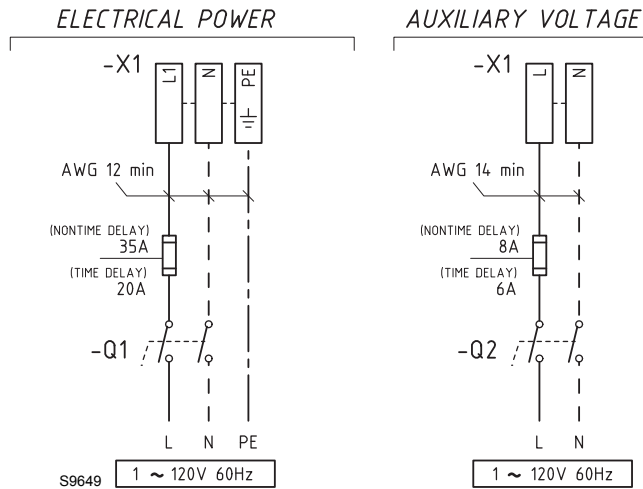 ELECTRICAL POWER
-X1
L1
N
PE
AWG 12 min
(NONTIME DELAY)
35A
(TIME DELAY)
20A
-Q1
L N PE
1 ~ 120V 60Hz
S9649
AUXILIARY VOLTAGE
-X1
L
N
AWG 14 min
(NONTIME DELAY)
8A
(TIME DELAY)
6A
-Q2
L N
1 ~ 120V 60Hz